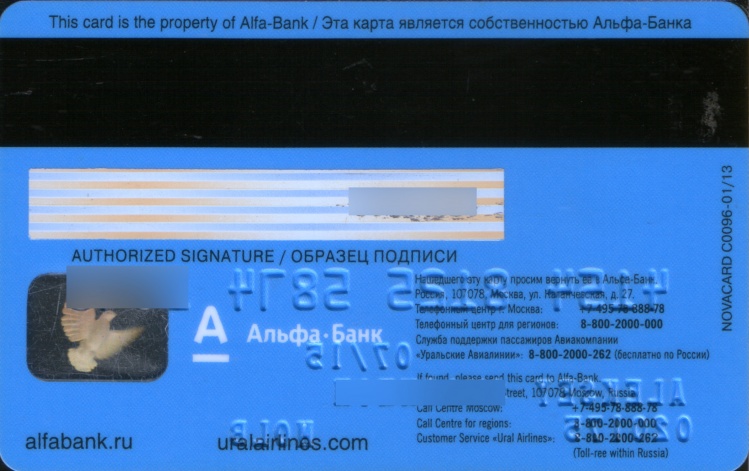 This card is the property of Alfa-Bank / Эта карта является собственностью Альфа-Банка
NOVACARD C0096-01/13
AUTHORIZED SIGNATURE / ОБРАЗЕЦ ПОДПИСИ
А
Альфа·Банк
Нашедшего эту карту просим вернуть ее в Альфа-Банк.
Россия, 107078, Москва, ул. Каланчевская, д. 27.
Телефонный центр г. Москва: +7-495-78-888-78
Телефонный центр для регионов: 8-800-2000-000
Служба поддержки пассажиров Авиакомпании
«Уральские Авиалинии»: 8-800-2000-262 (бесплатно по России)
If found, please send this card to Alfa-Bank.
Street, 107078 Moscow, Russia
Call Centre Moscow: +7-495-78-888-78
Call Centre for regions: 8-800-2000-000
Customer Service «Ural Airlines»: 8-800-2000-262
(Toll-free within Russia)
alfabank.ru
uralairlines.com